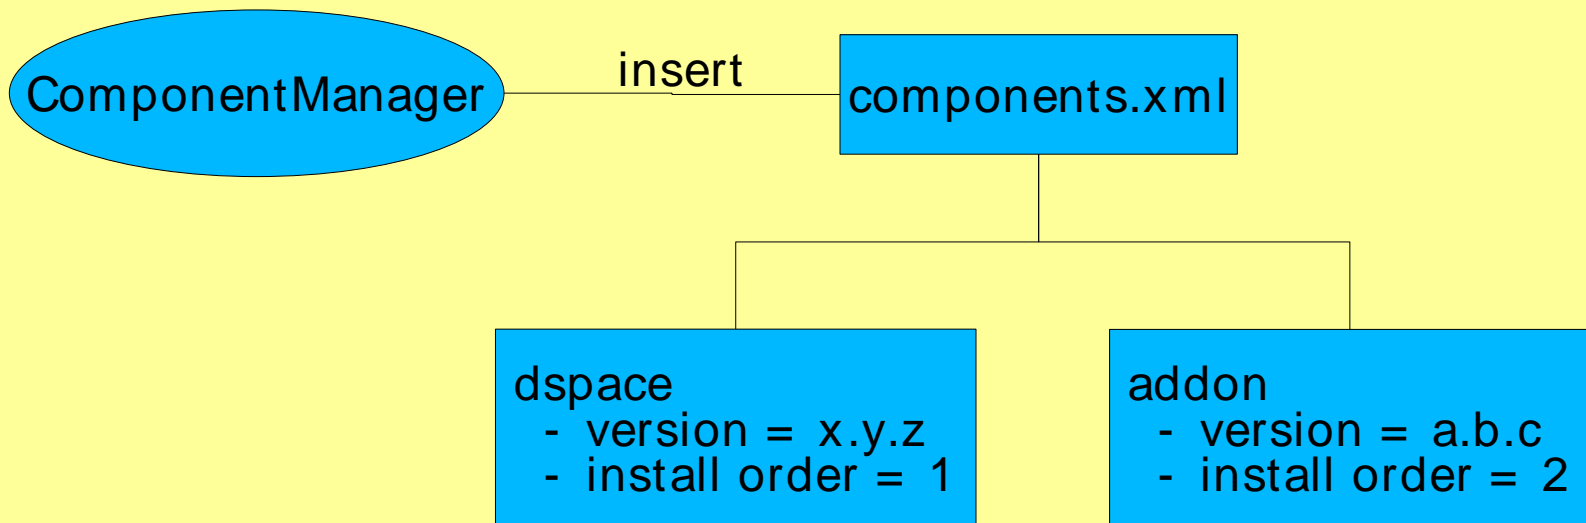 insert
ComponentManager
components.xml
dspace
- version = x.y.z
- install order = 1
addon
- version = a.b.c
- install order = 2